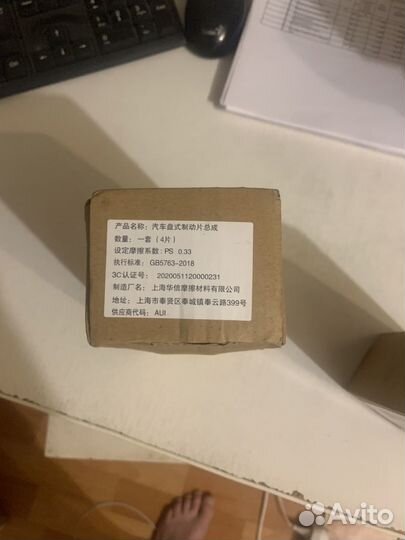 产品名称: 汽车盘式制动片总成
数量: 一套 (4片)
设定摩擦系数: PS 0.33
执行标准: GB5763-2018
3C认证号: 2020051120000231
制造厂名: 上海华信摩擦材料有限公司
地址: 上海市奉贤区奉城镇奉云路399号
供应商代码: AUI
Avito